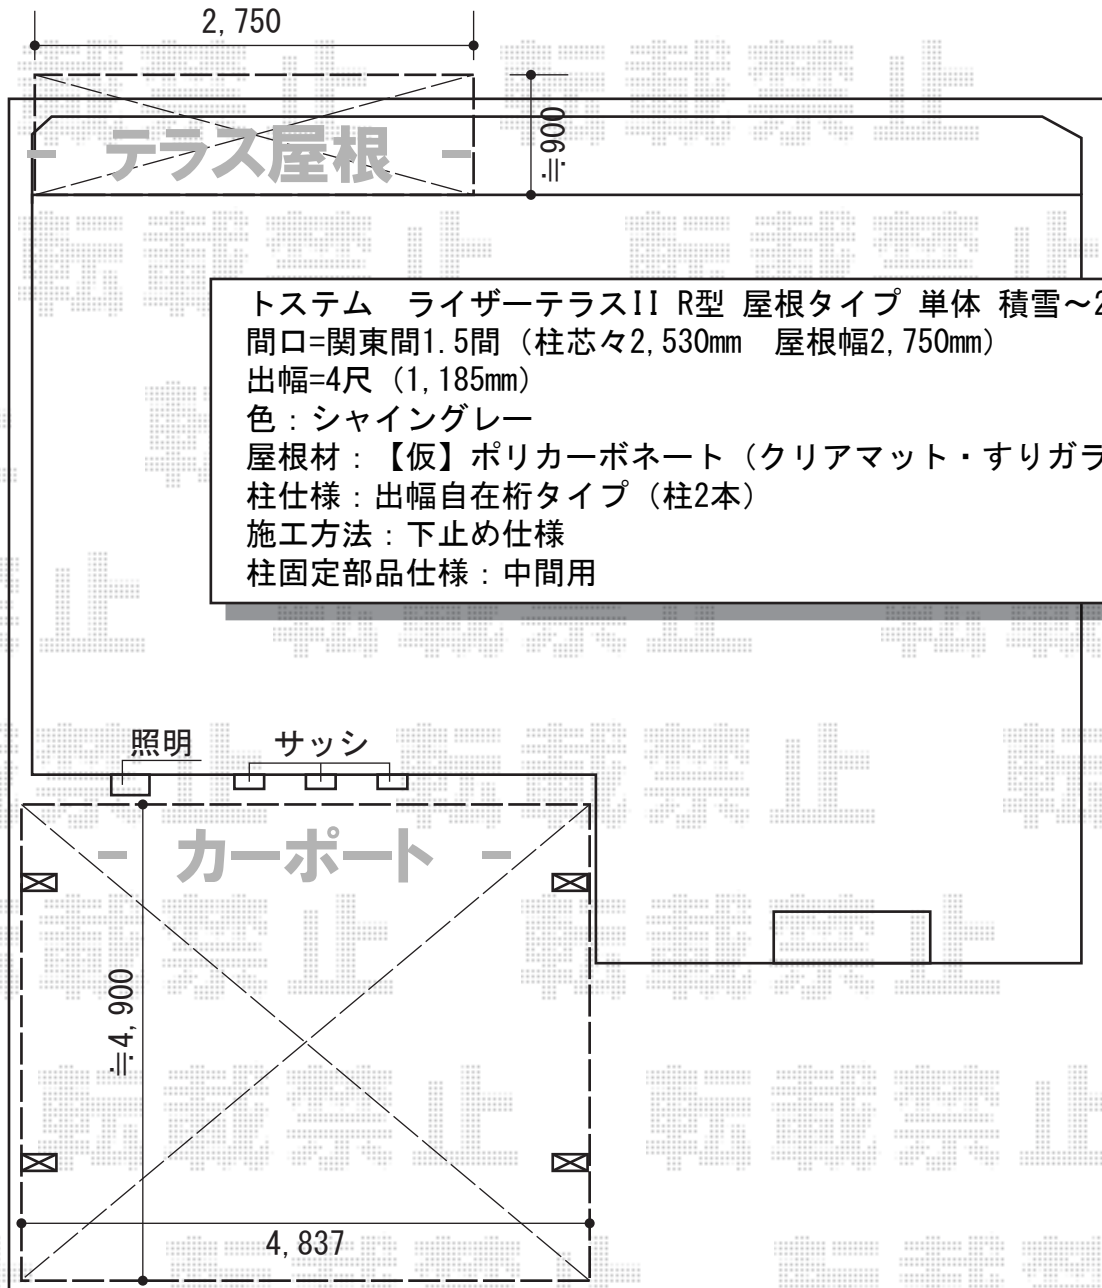 2,750
≒900
テラス屋根
トステム ライザーテラスII R型 屋根タイプ 単体 積雪～2
間口=関東間1.5間（柱芯々2,530mm 屋根幅2,750mm）
出幅=4尺（1,185mm）
色：シャイングレー
屋根材：【仮】ポリカーボネート（クリアマット・すりガラ
柱仕様：出幅自在桁タイプ（柱2本）
施工方法：下止め仕様
柱固定部品仕様：中間用
照明
サッシ
カーポート
≒4,900
4,837
転載禁止